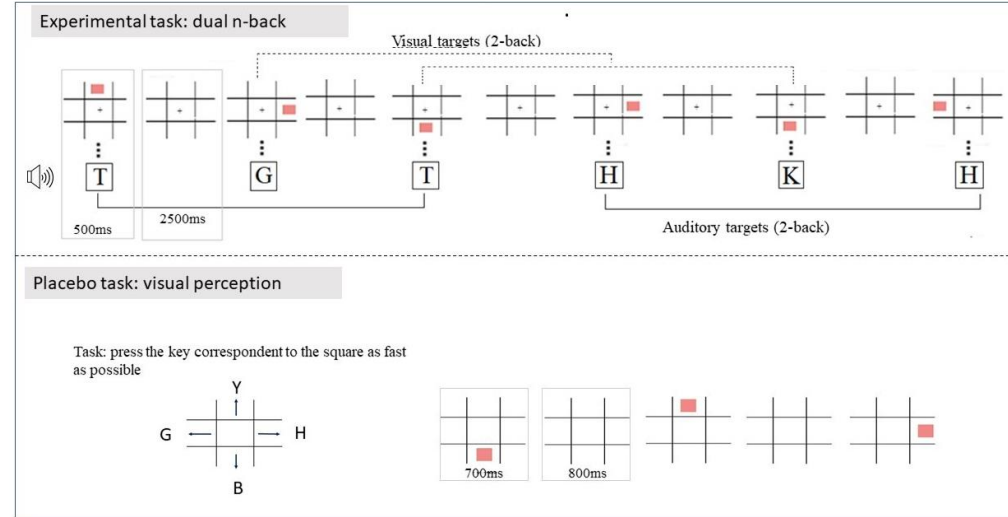 Experimental task: dual n-back
Visual targets (2-back)
T
G
T
H
K
H
500ms
2500ms
Auditory targets (2-back)
Placebo task: visual perception
Task: press the key correspondent to the square as fast
as possible
Y
G
H
B
700ms
800ms